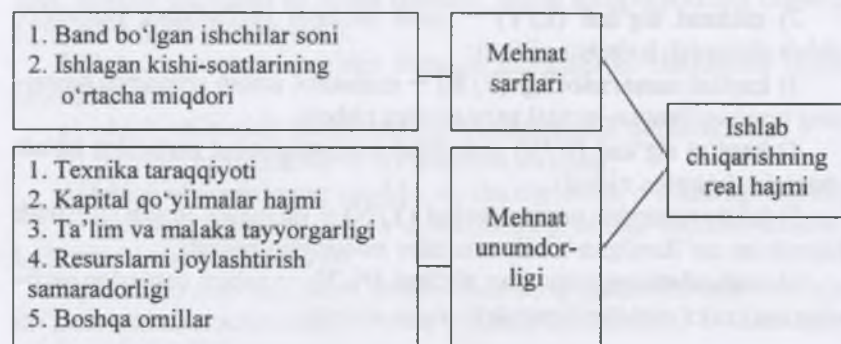 1. Band bo‘lgan ishchilar soni
2. Ishlagan kishi-soatlarining
o‘rtacha miqdori
Mehnat
sarflari
1. Texnika taraqqiyoti
2. Kapital qo‘yilmalar hajmi
3. Ta’lim va malaka tayyorgarligi
4. Resurslarni joylashtirish
samaradorligi
5. Boshqa omillar
Mehnat
unumdor-
ligi
Ishlab
chiqarishning
real hajmi